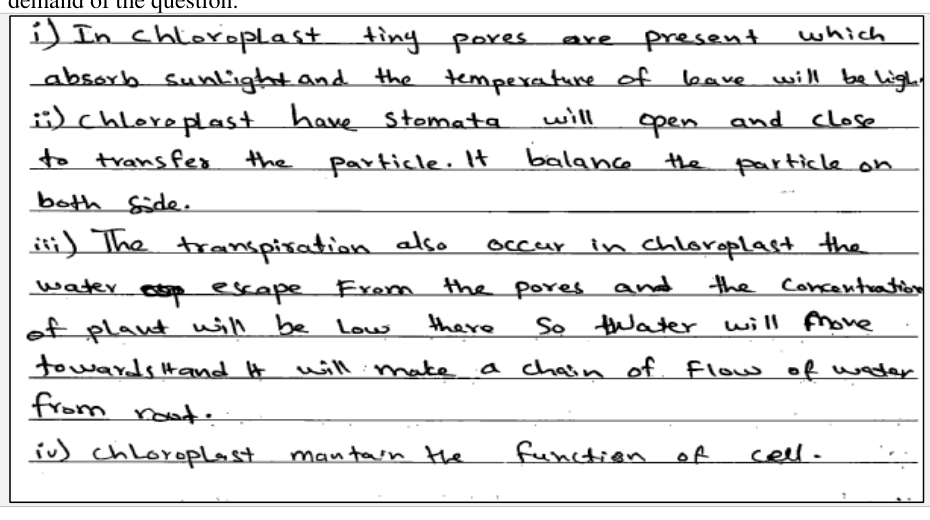 demand of the question.
i) In chloroplast tiny pores are present which
absorb sunlight and the temperature of leave will be
ii) chloroplast have stomata will open and close
to transfer the particle. It balance the particle on
both side.
iii) The transpiration also occur in chloroplast the
water escape From the pores and the Concentration
of plant will be Low there So Water will Move
towards It and It will make a chain of Flow of water
from root.
iv) chloroplast mantain the function of cell.